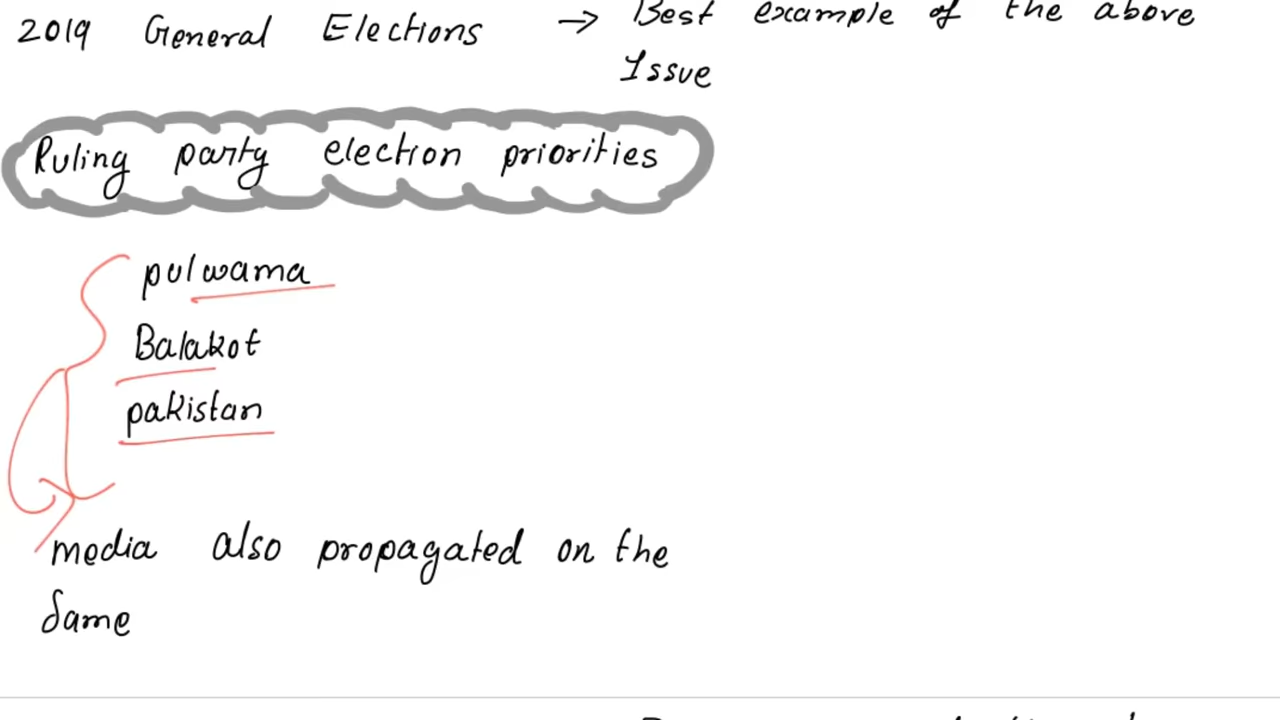 2019 General Elections → Best example of the above
Issue
Ruling party election priorities
pulwama
Balakot
pakistan
media also propagated on the
same